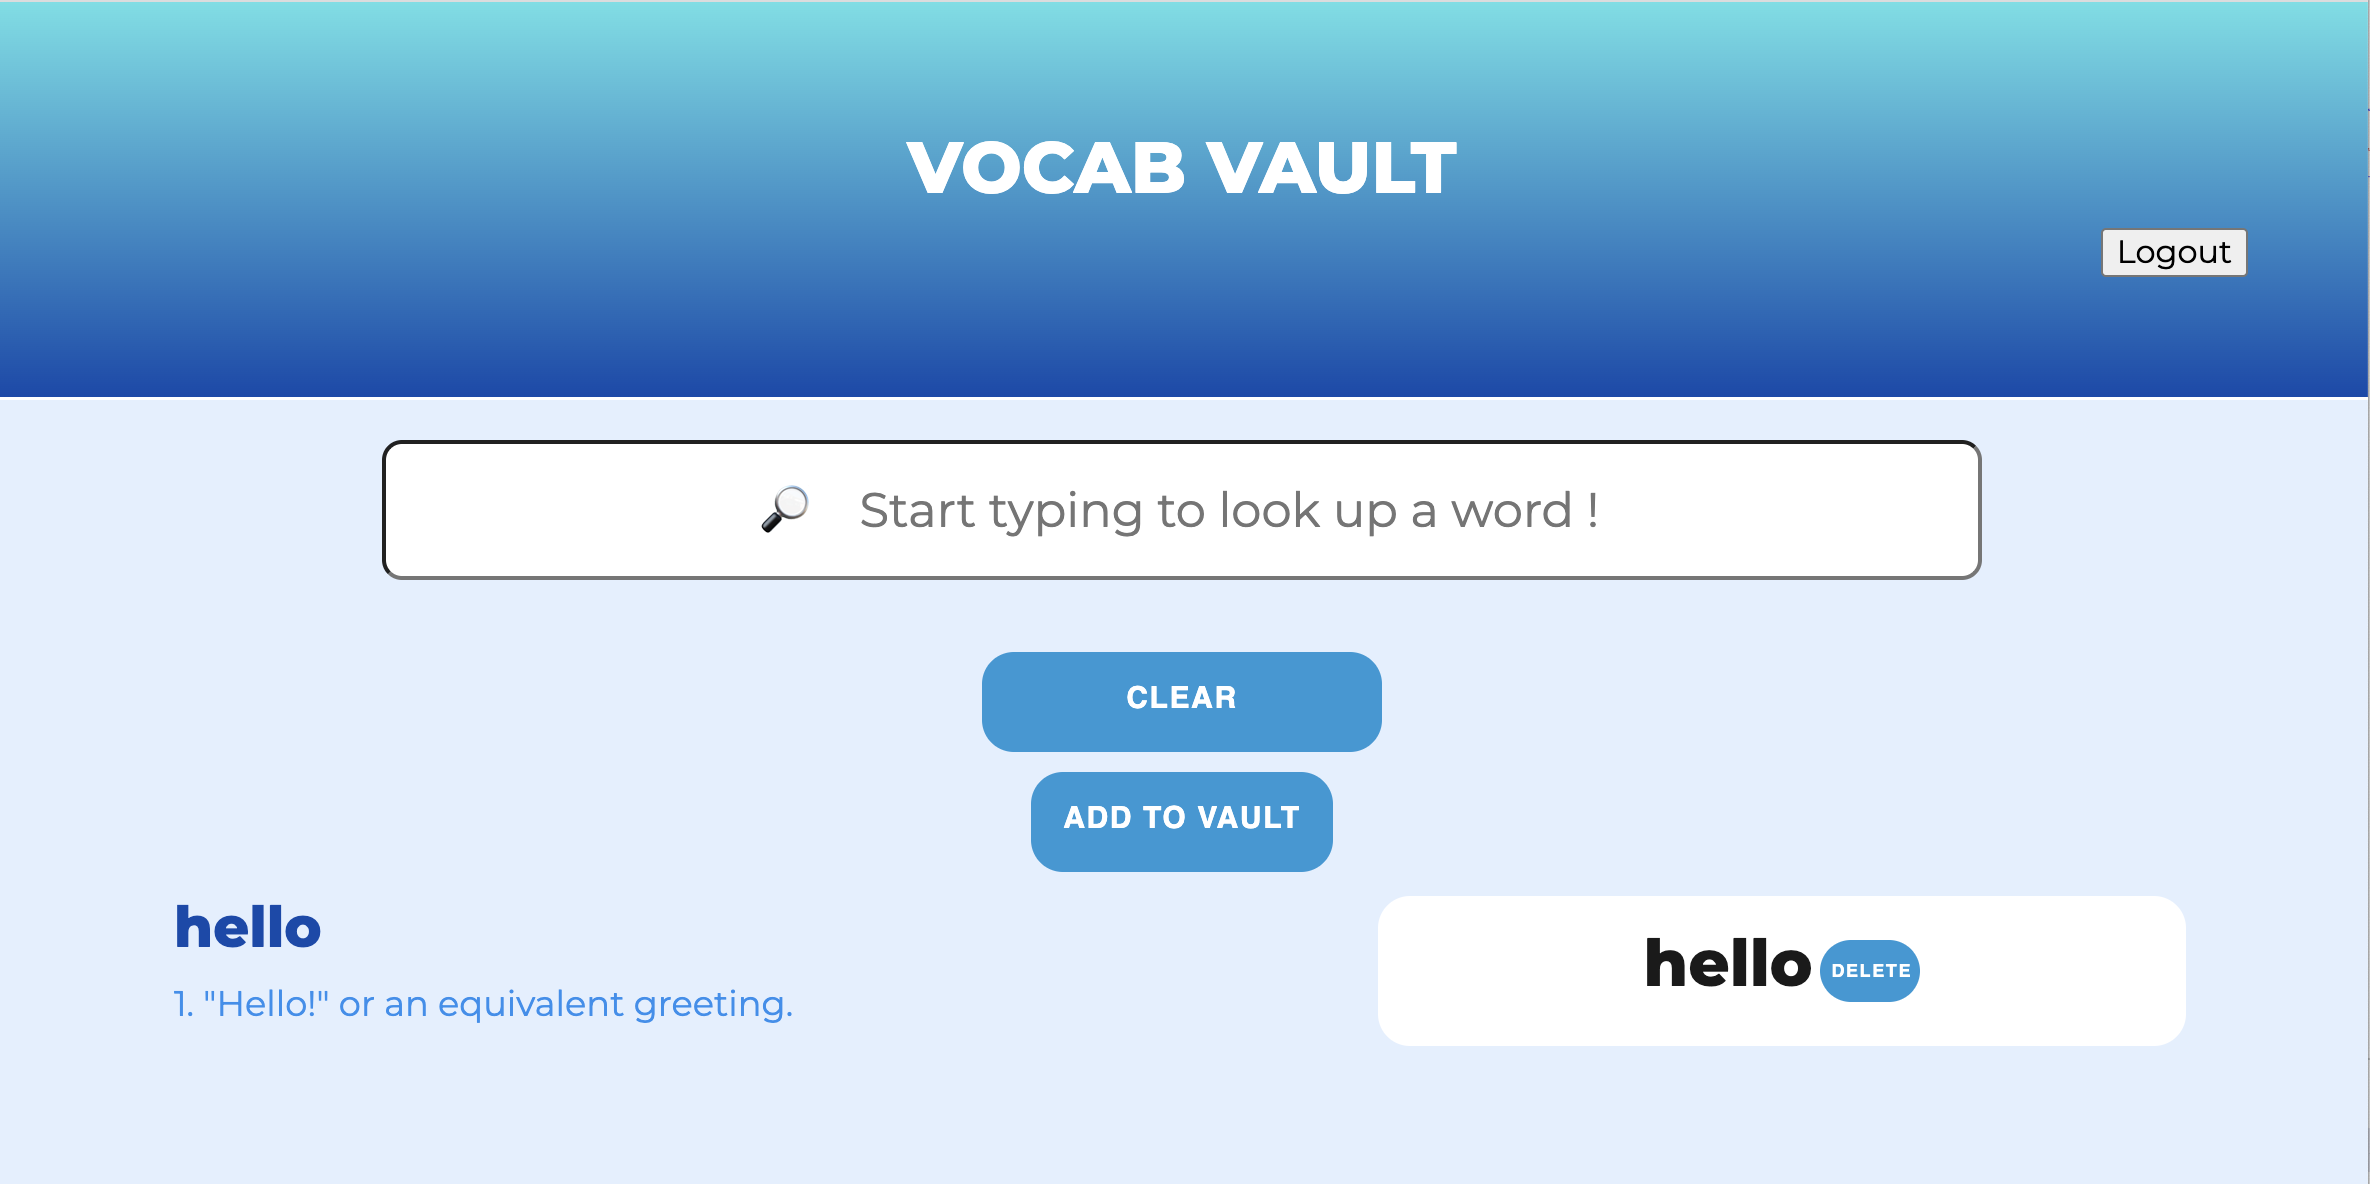 VOCAB VAULT
Logout
🔎 Start typing to look up a word !
CLEAR
ADD TO VAULT
hello
1. "Hello!" or an equivalent greeting.
hello DELETE